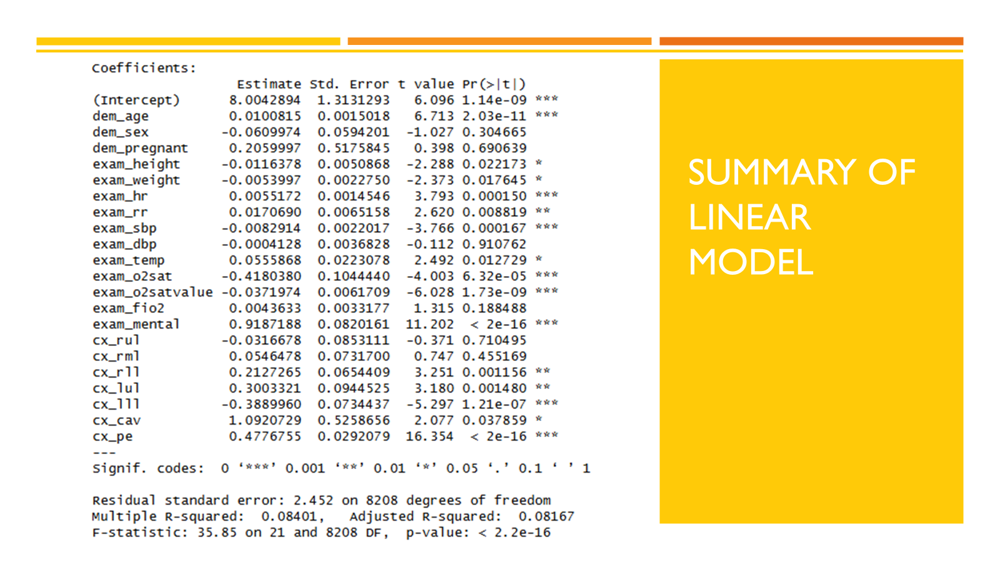 Coefficients:
                  Estimate Std. Error t value Pr(>|t|)
(Intercept)      8.0042894  1.3131293   6.096 1.14e-09 ***
dem_age          0.0100815  0.0015018   6.713 2.03e-11 ***
dem_sex         -0.0609974  0.0594201  -1.027 0.304665
dem_pregnant     0.2059997  0.5175845   0.398 0.690639
exam_height     -0.0116378  0.0050868  -2.288 0.022173 *
exam_weight     -0.0053997  0.0022750  -2.373 0.017645 *
exam_hr          0.0055172  0.0014546   3.793 0.000150 ***
exam_rr          0.0170690  0.0065158   2.620 0.008819 **
exam_sbp        -0.0082914  0.0022017  -3.766 0.000167 ***
exam_dbp        -0.0004128  0.0036828  -0.112 0.910762
exam_temp        0.0555868  0.0223078   2.492 0.012729 *
exam_o2sat      -0.4180380  0.1044440  -4.003 6.32e-05 ***
exam_o2satvalue -0.0371974  0.0061709  -6.028 1.73e-09 ***
exam_fio2        0.0043633  0.0033177   1.315 0.188488
exam_mental      0.9187188  0.0820161  11.202  < 2e-16 ***
cx_rul          -0.0316678  0.0853111  -0.371 0.710495
cx_rml           0.0546478  0.0731700   0.747 0.455169
cx_rll           0.2127265  0.0654409   3.251 0.001156 **
cx_lul           0.3003321  0.0944525   3.180 0.001480 **
cx_lll          -0.3889960  0.0734437  -5.297 1.21e-07 ***
cx_cav           1.0920729  0.5258656   2.077 0.037859 *
cx_pe            0.4776755  0.0292079  16.354  < 2e-16 ***
---
Signif. codes:  0 ‘***’ 0.001 ‘**’ 0.01 ‘*’ 0.05 ‘.’ 0.1 ‘ ’ 1
Residual standard error: 2.452 on 8208 degrees of freedom
Multiple R-squared:  0.08401,   Adjusted R-squared:  0.08167
F-statistic: 35.85 on 21 and 8208 DF,  p-value: < 2.2e-16
SUMMARY OF
LINEAR
MODEL